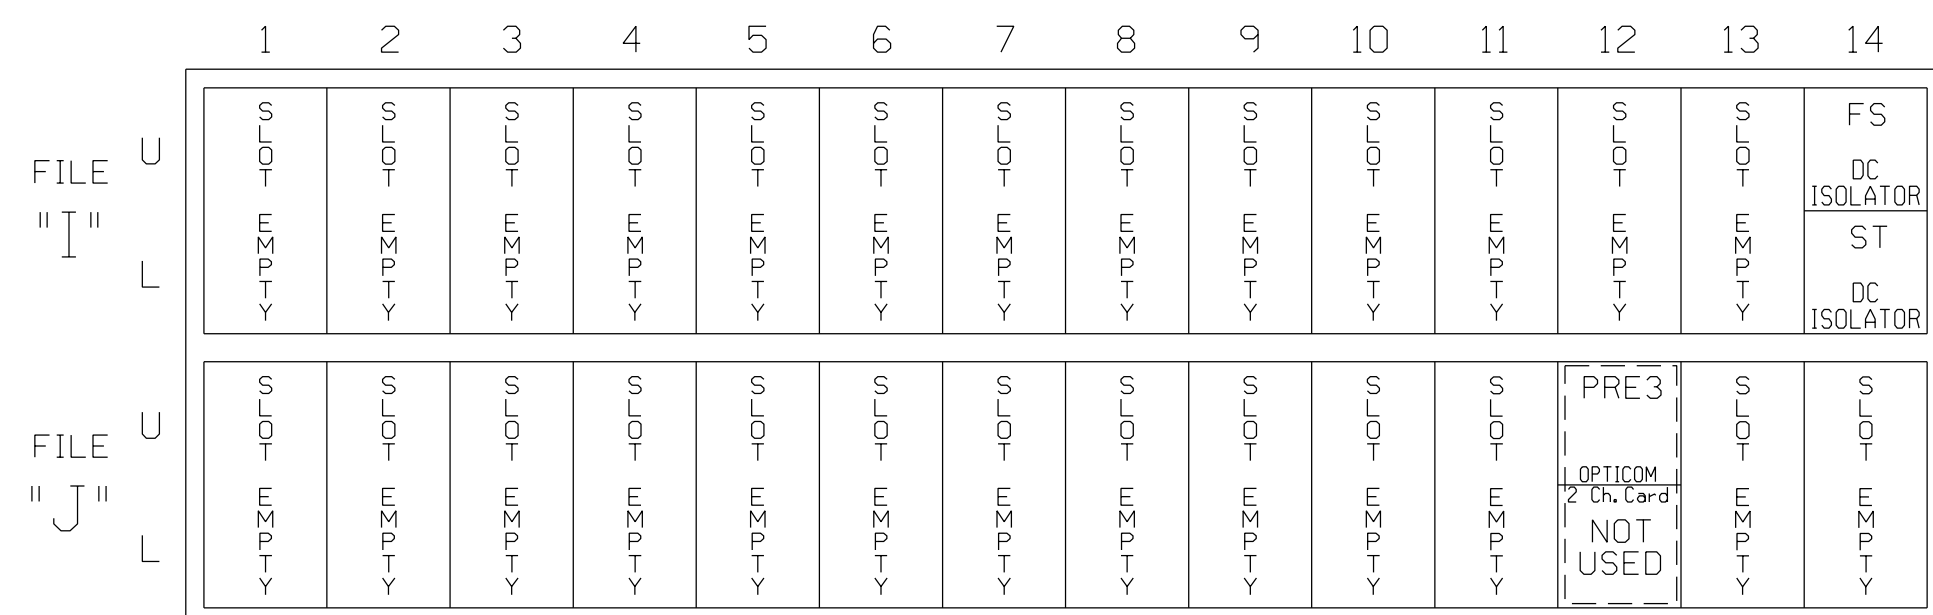 1 2 3 4 5 6 7 8 9 10 11 12 13 14
FILE
"I"
U
L
SLOT EMPTY
SLOT EMPTY
SLOT EMPTY
SLOT EMPTY
SLOT EMPTY
SLOT EMPTY
SLOT EMPTY
SLOT EMPTY
SLOT EMPTY
SLOT EMPTY
SLOT EMPTY
SLOT EMPTY
SLOT EMPTY
FS
DC
ISOLATOR
ST
DC
ISOLATOR
FILE
"J"
U
L
SLOT EMPTY
SLOT EMPTY
SLOT EMPTY
SLOT EMPTY
SLOT EMPTY
SLOT EMPTY
SLOT EMPTY
SLOT EMPTY
SLOT EMPTY
SLOT EMPTY
SLOT EMPTY
PRE3
OPTICOM
2 Ch. Card
NOT
USED
SLOT EMPTY
SLOT EMPTY